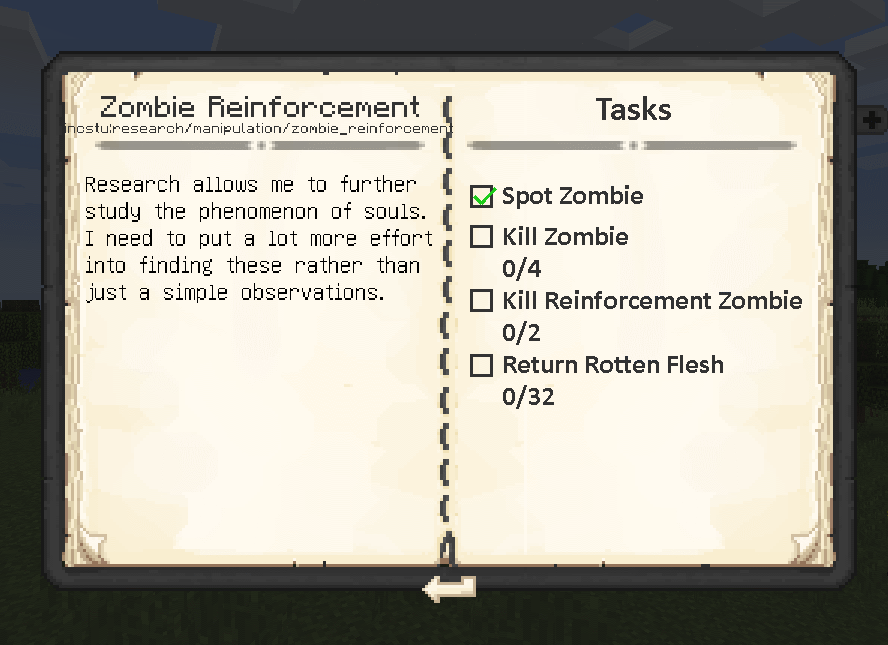 Zombie Reinforcement
incstu:research/manipulation/zombie_reinforcement
Research allows me to further
study the phenomenon of souls.
I need to put a lot more effort
into finding these rather than
just a simple observations.
Tasks
Spot Zombie
Kill Zombie
0/4
Kill Reinforcement Zombie
0/2
Return Rotten Flesh
0/32